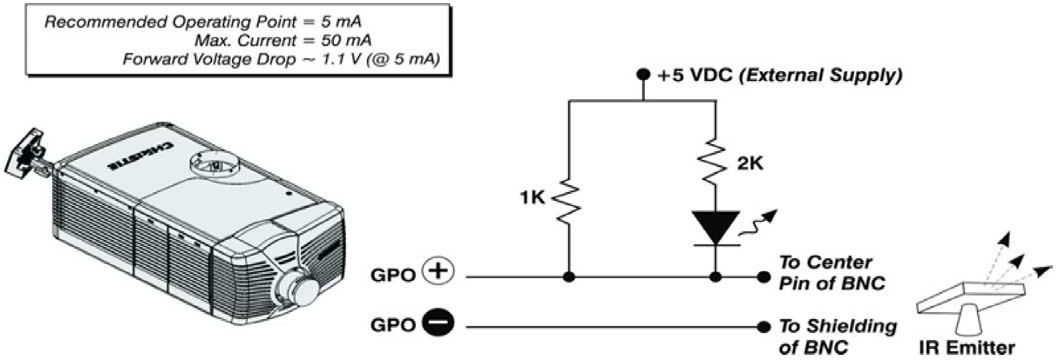 Recommended Operating Point = 5 mA
Max. Current = 50 mA
Forward Voltage Drop ~ 1.1 V (@ 5 mA)
+5 VDC (External Supply)
CHRISTIE
2K
1K
GPO +
To Center
Pin of BNC
GPO −
To Shielding
of BNC
IR Emitter